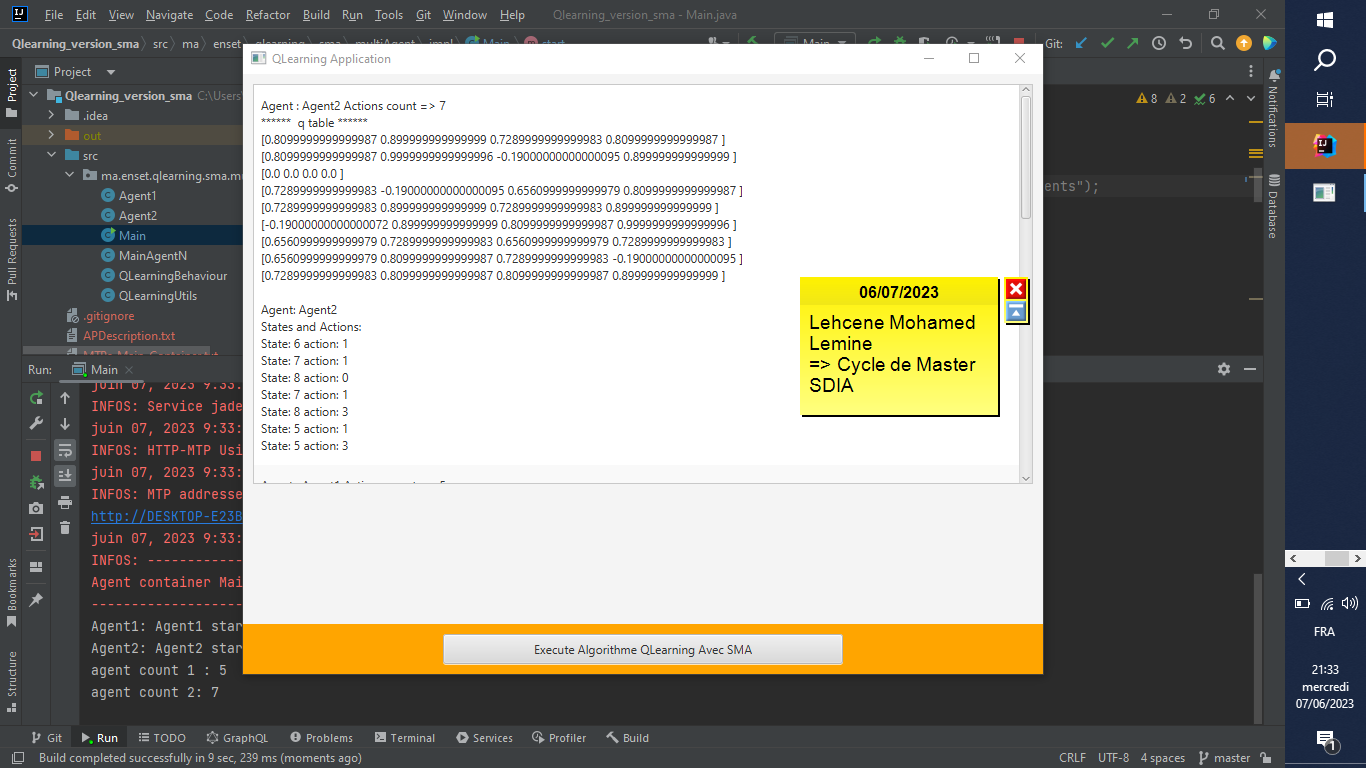 File Edit View Navigate Code Refactor Build Run Tools Git Window Help Qlearning_version_sma - Main.java
Qlearning_version_sma src ma enset Git:
QLearning Application
Project
Project
Commit
Pull Requests
Bookmarks
Structure
Notifications
Database
8 2 6
Qlearning_version_sma C:\Users
.idea
out
src
ma.enset.qlearning.sma.mu
Agent1
Agent2
Main
MainAgentN
QLearningBehaviour
QLearningUtils
.gitignore
APDescription.txt
ents");
Agent : Agent2 Actions count => 7
****** q table ******
[0.8099999999999987 0.899999999999999 0.7289999999999983 0.8099999999999987 ]
[0.8099999999999987 0.9999999999999996 -0.19000000000000095 0.899999999999999 ]
[0.0 0.0 0.0 0.0 ]
[0.7289999999999983 -0.19000000000000095 0.6560999999999979 0.8099999999999987 ]
[0.7289999999999983 0.899999999999999 0.7289999999999983 0.899999999999999 ]
[-0.19000000000000072 0.899999999999999 0.8099999999999987 0.9999999999999996 ]
[0.6560999999999979 0.7289999999999983 0.6560999999999979 0.7289999999999983 ]
[0.6560999999999979 0.8099999999999987 0.7289999999999983 -0.19000000000000095 ]
[0.7289999999999983 0.8099999999999987 0.8099999999999987 0.899999999999999 ]
Agent: Agent2
States and Actions:
State: 6 action: 1
State: 7 action: 1
State: 8 action: 0
State: 7 action: 1
State: 8 action: 3
State: 5 action: 1
State: 5 action: 3
Execute Algorithme QLearning Avec SMA
06/07/2023
Lehcene Mohamed
Lemine
=> Cycle de Master
SDIA
Run: Main
juin 07, 2023 9:33:
INFOS: Service jade
juin 07, 2023 9:33:
INFOS: HTTP-MTP Usi
juin 07, 2023 9:33:
INFOS: MTP addresse
http://DESKTOP-E23B
juin 07, 2023 9:33:
INFOS: ------------
Agent container Mai
-------------------
Agent1: Agent1 star
Agent2: Agent2 star
agent count 1 : 5
agent count 2: 7
Git Run TODO GraphQL Problems Terminal Services Profiler Build
Build completed successfully in 9 sec, 239 ms (moments ago) CRLF UTF-8 4 spaces master
FRA
21:33
mercredi
07/06/2023
1